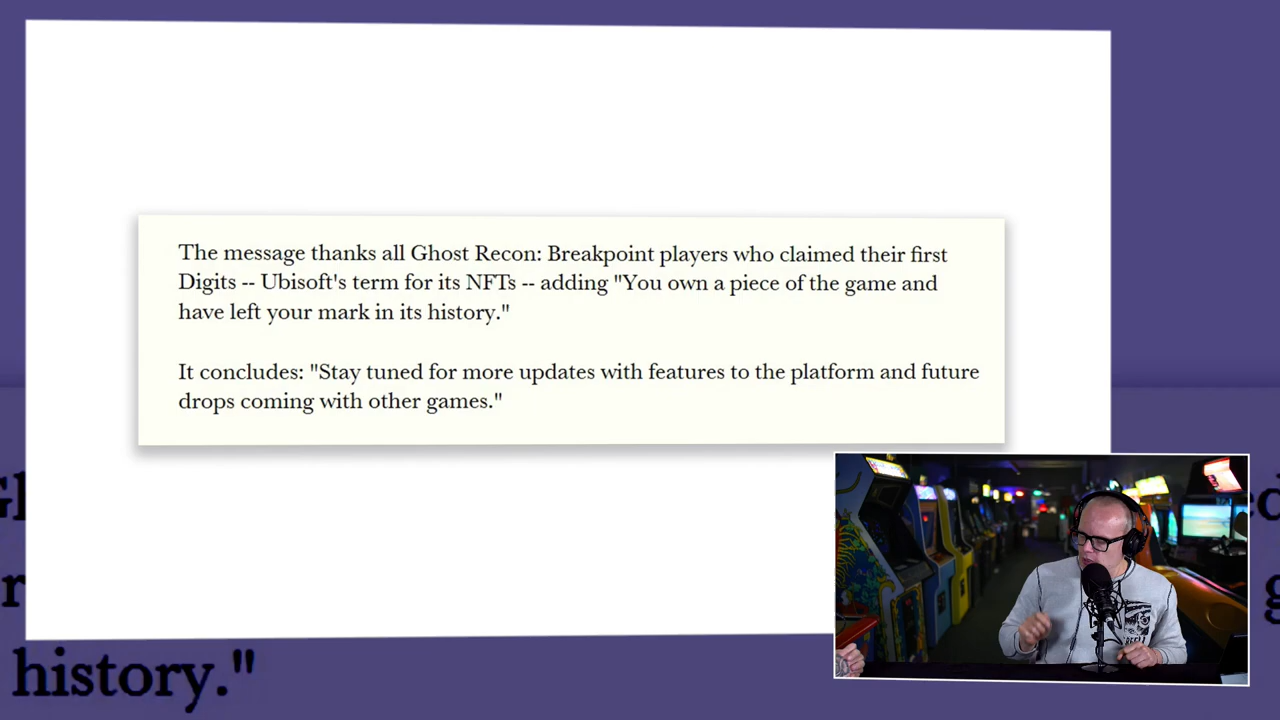 The message thanks all Ghost Recon: Breakpoint players who claimed their first
Digits -- Ubisoft's term for its NFTs -- adding "You own a piece of the game and
have left your mark in its history."
It concludes: "Stay tuned for more updates with features to the platform and future
drops coming with other games."
history."